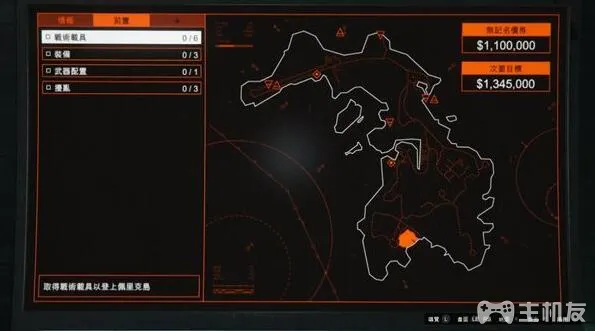 情報 前置
戰術載具 0/6
裝備 0/3
武器配置 0/1
擾亂 0/3
無記名債券
$1,100,000
次要目標
$1,345,000
取得戰術載具以登上佩里克島
導覽 L
主机友